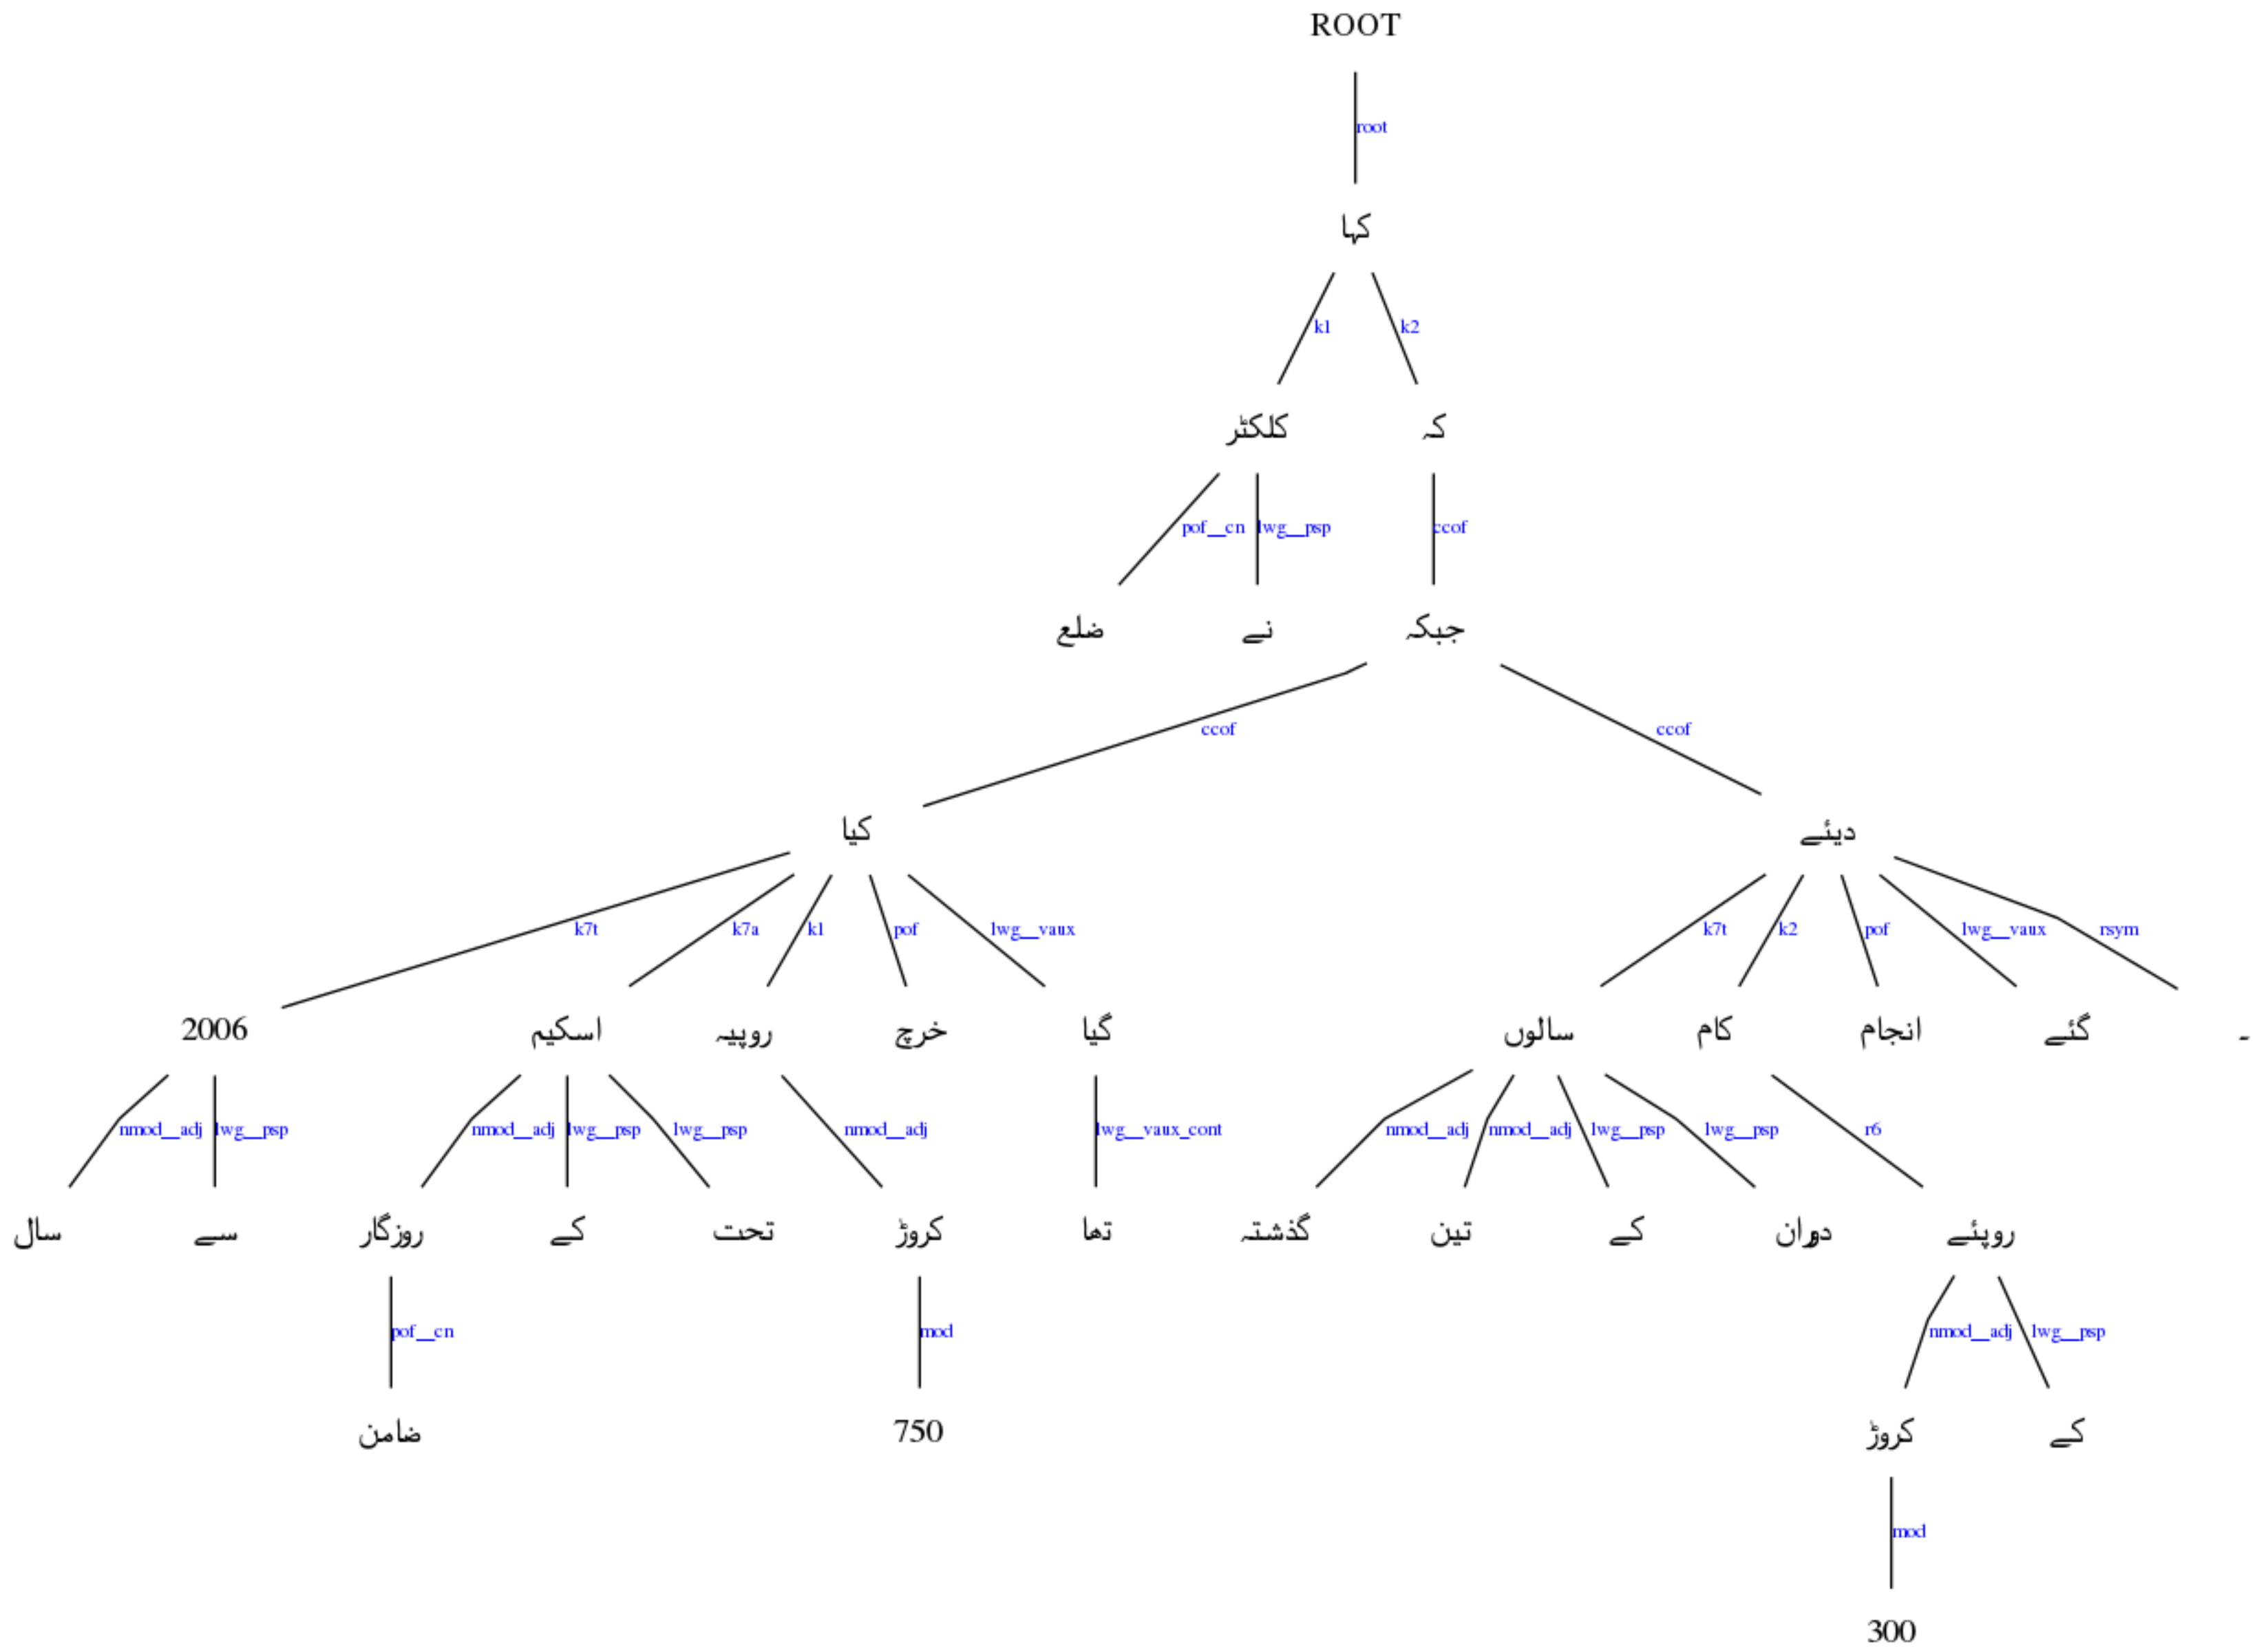 ROOT
root
کہا
k1 k2
کلکٹر کہ
pof__cn lwg__psp ccof
ضلع نے جبکہ
ccof ccof
کیا دیئے
k7t k7a k1 pof lwg__vaux k7t k2 pof lwg__vaux rsym
2006 اسکیم روپیہ خرچ گیا سالوں کام انجام گئے ۔
nmod__adj lwg__psp nmod__adj lwg__psp lwg__psp nmod__adj lwg__vaux_cont nmod__adj nmod__adj lwg__psp lwg__psp r6
سال سے روزگار کے تحت کروڑ تھا گذشتہ تین کے دوران روپئے
pof__cn mod nmod__adj lwg__psp
ضامن 750 کروڑ کے
mod
300